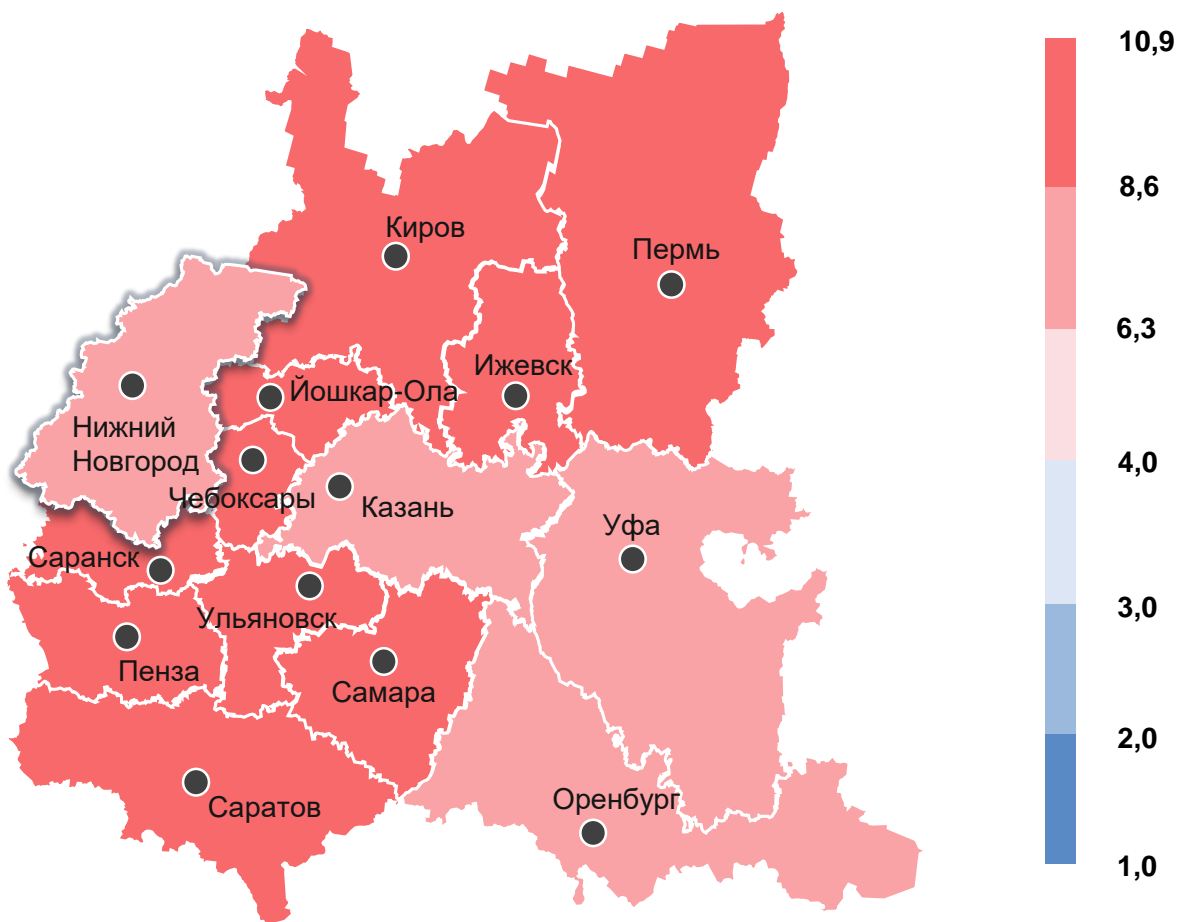 10,9
8,6
Киров
Пермь
6,3
Ижевск
Йошкар-Ола
Нижний
Новгород
4,0
Чебоксары
Казань
Уфа
Саранск
3,0
Ульяновск
Пенза
Самара
2,0
Саратов
Оренбург
1,0